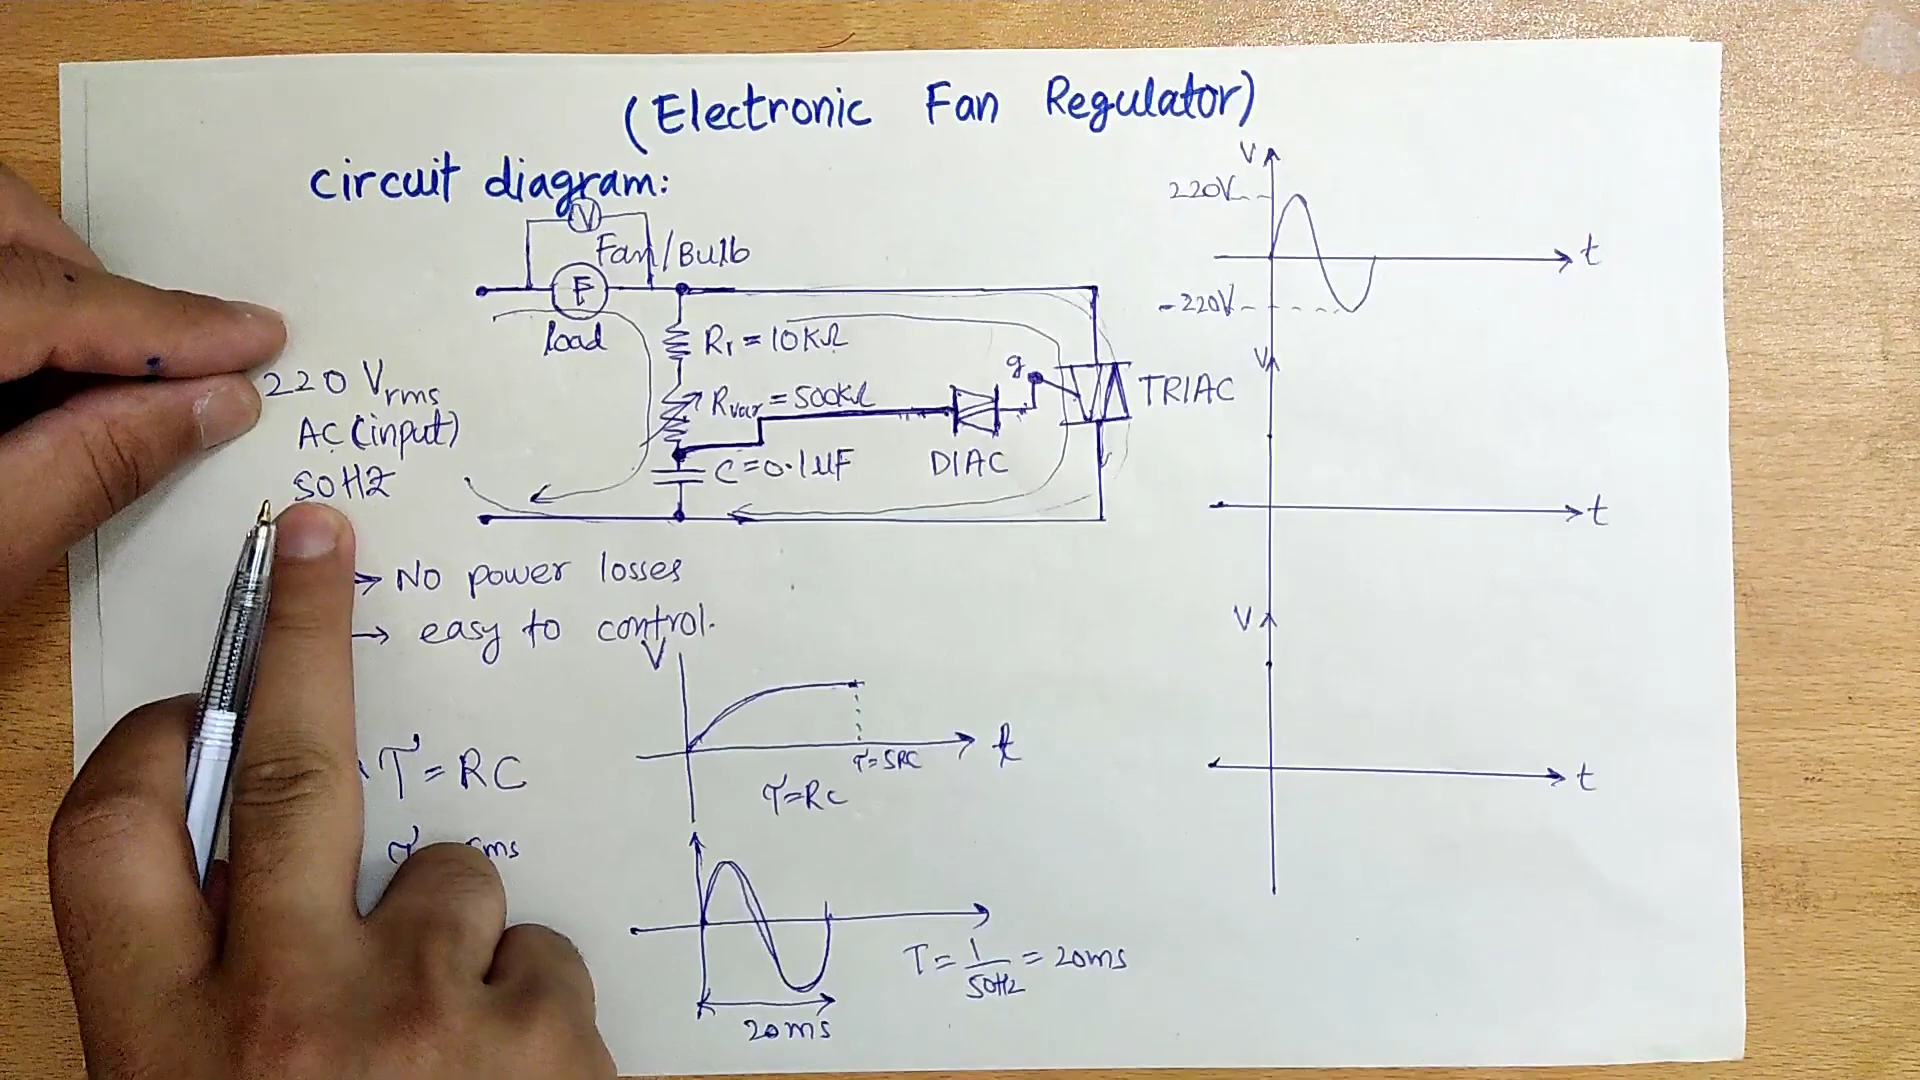 (Electronic Fan Regulator)
circuit diagram:
V
Fan/Bulb
F
load
R1 = 10KΩ
Rvar = 500KΩ
C = 0.1µF
DIAC
g
TRIAC
220 Vrms
AC (input)
50HZ
→ No power losses
→ easy to control.
τ = RC
ms
V
t
τ=5RC
τ=RC
20ms
T = 1/50HZ = 20ms
V
220V
-220V
t
V
t
V
t